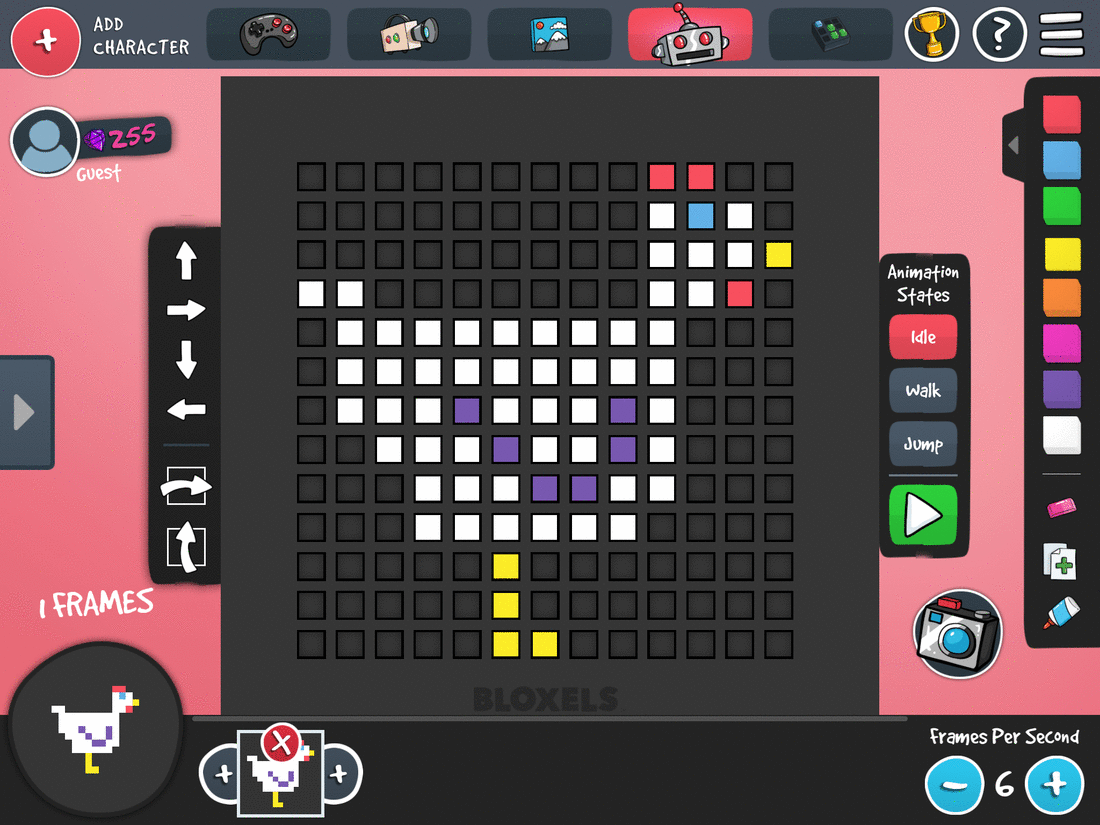 ADD
CHARACTER
255
Guest
Animation
States
Idle
Walk
Jump
1 FRAMES
BLOXELS
Frames Per Second
6